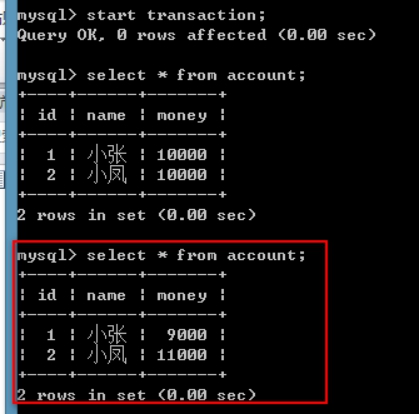 mysql> start transaction;
Query OK, 0 rows affected (0.00 sec)
mysql> select * from account;
+----+------+-------+
| id | name | money |
+----+------+-------+
| 1 | 小张 | 10000 |
| 2 | 小凤 | 10000 |
+----+------+-------+
2 rows in set (0.00 sec)
mysql> select * from account;
+----+------+-------+
| id | name | money |
+----+------+-------+
| 1 | 小张 | 9000 |
| 2 | 小凤 | 11000 |
+----+------+-------+
2 rows in set (0.00 sec)